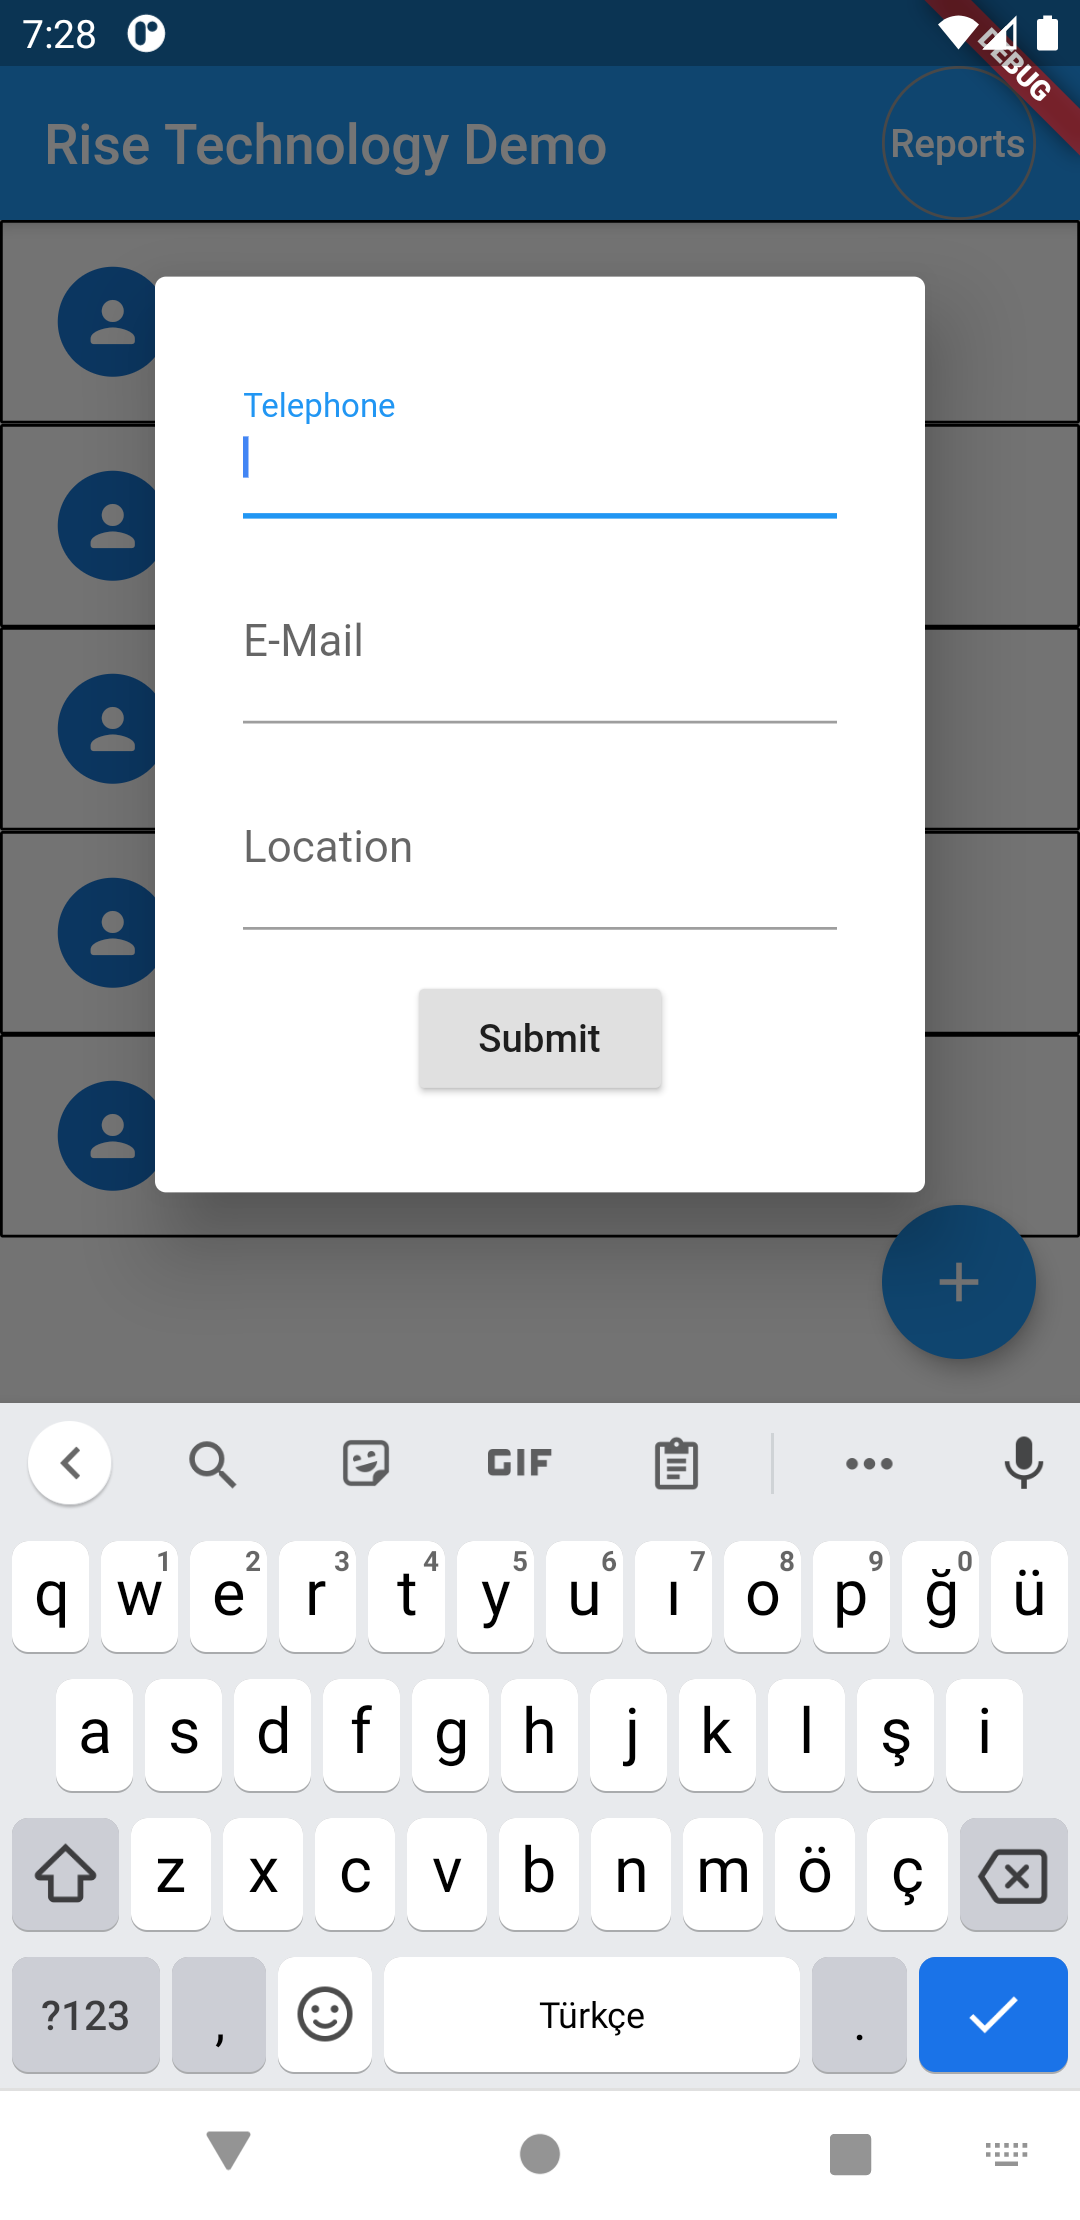 7:28
DEBUG
Rise Technology Demo
Reports
Telephone
E-Mail
Location
Submit
GIF
q w 1 e 2 r 3 t 4 y 5 u 6 ı 7 o 8 p 9 ğ 0 ü
a s d f g h j k l ş i
z x c v b n m ö ç
?123 , Türkçe .